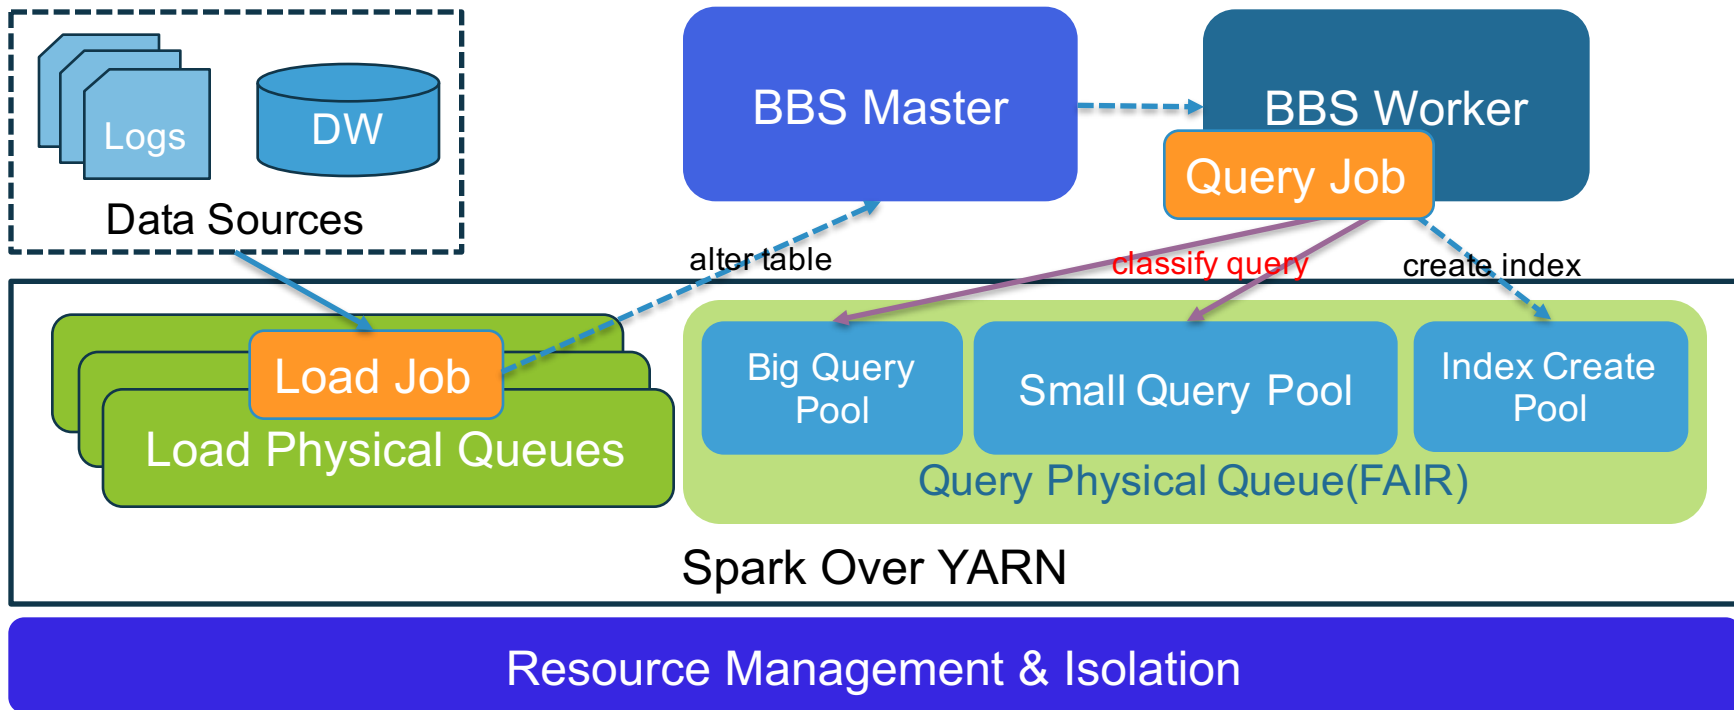 Logs
DW
Data Sources
BBS Master
BBS Worker
Query Job
alter table
classify query
create index
Load Job
Load Physical Queues
Big Query
Pool
Small Query Pool
Index Create
Pool
Query Physical Queue(FAIR)
Spark Over YARN
Resource Management & Isolation